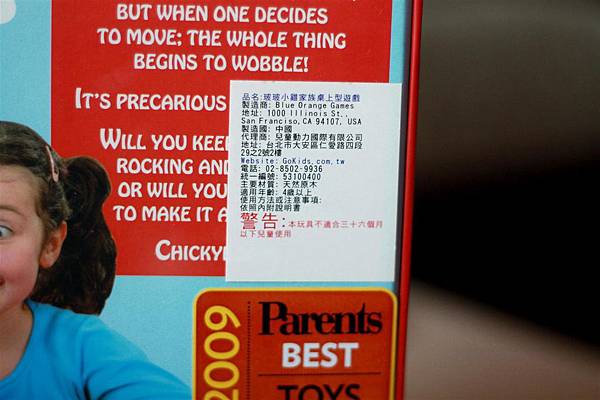 BUT WHEN ONE DECIDES
TO MOVE; THE WHOLE THING
BEGINS TO WOBBLE!
IT'S PRECARIOUS
WILL YOU KEE
ROCKING AN
OR WILL YOU
TO MAKE IT A
CHICKY
品名:玻玻小雞家族桌上型遊戲
製造商: Blue Orange Games
地址: 1000 Illinois St.,
San Franciso,CA 94107, USA
製造國: 中國
代理商: 兒童動力國際有限公司
地址: 台北市大安區仁愛路四段
29之2號2樓
Website: GoKids.com.tw
電話: 02-8502-9936
統一編號: 53100400
主要材質: 天然原木
適用年齡: 4歲以上
使用方法或注意事項:
依照內附說明書
警告:本玩具不適合三十六個月
以下兒童使用
2009
Parents
BEST
TOYS